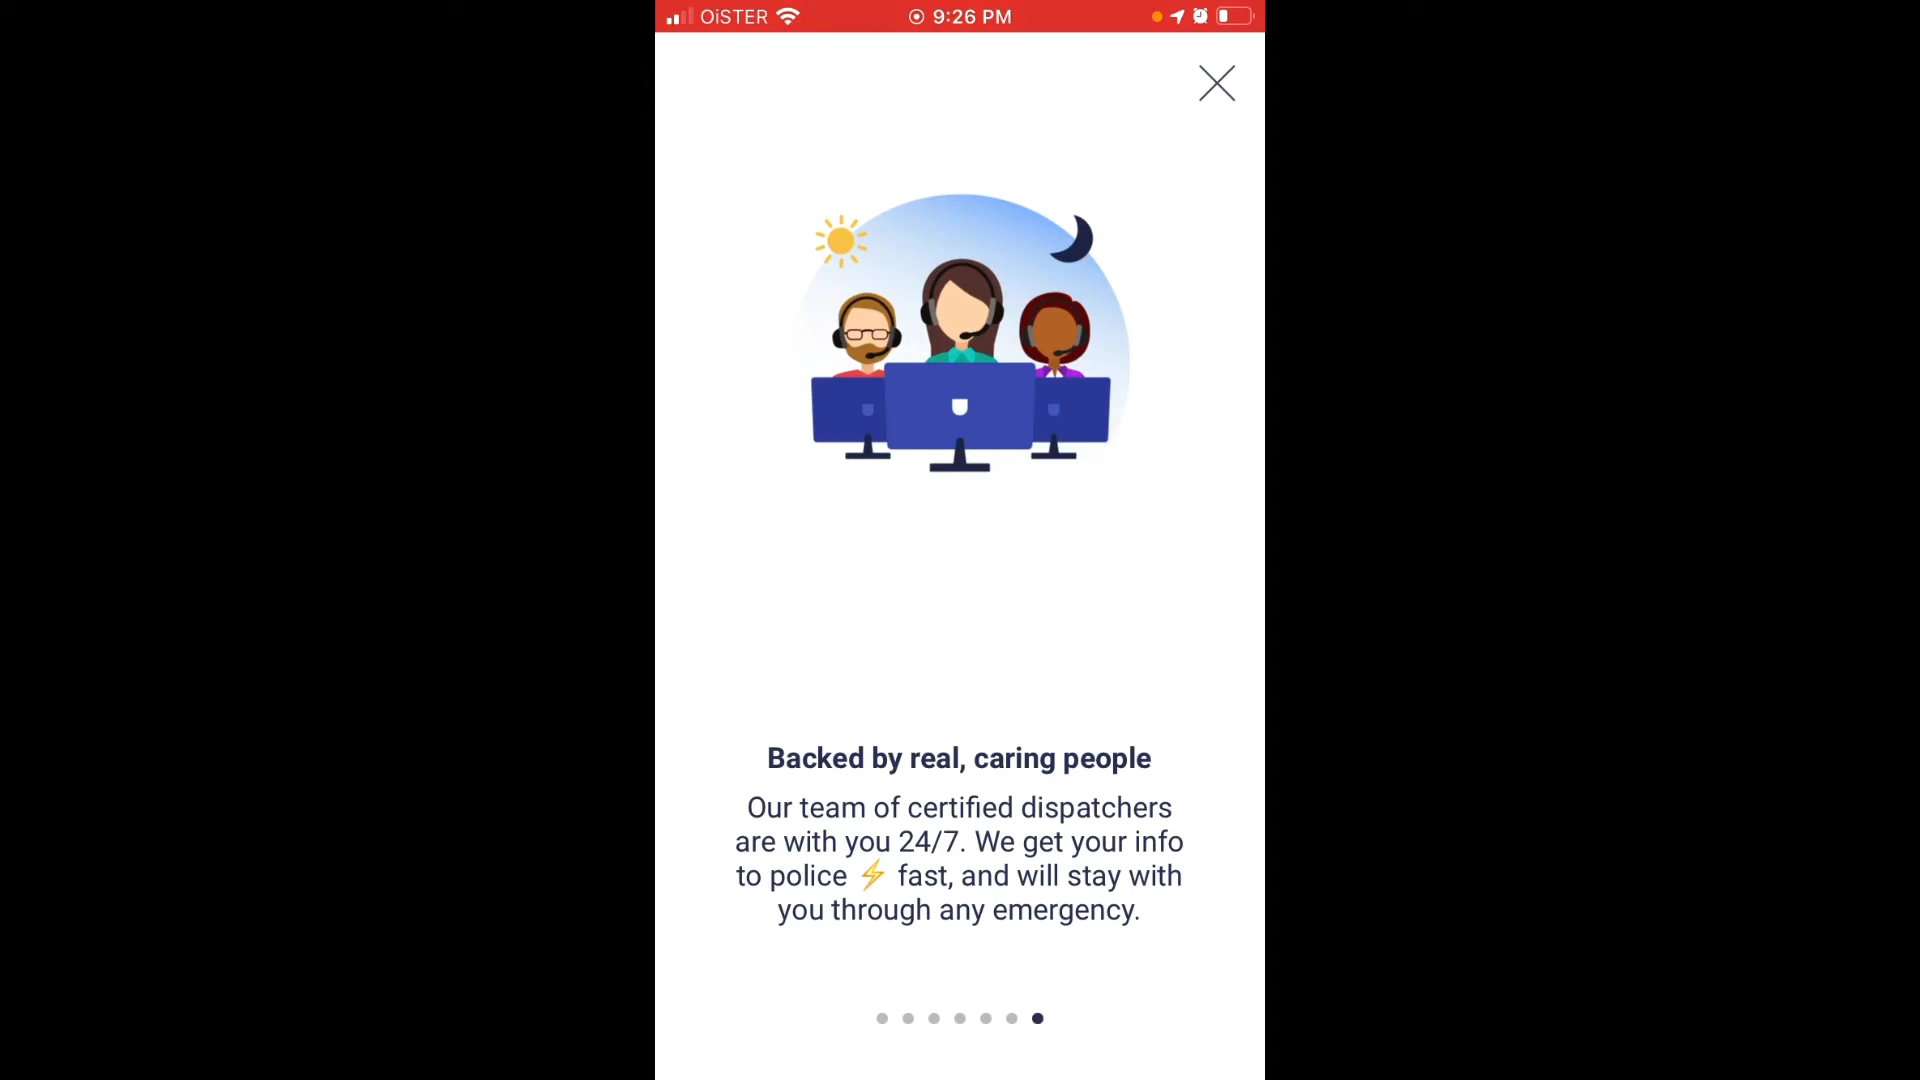 OiSTER 9:26 PM
Backed by real, caring people
Our team of certified dispatchers
are with you 24/7. We get your info
to police ⚡ fast, and will stay with
you through any emergency.